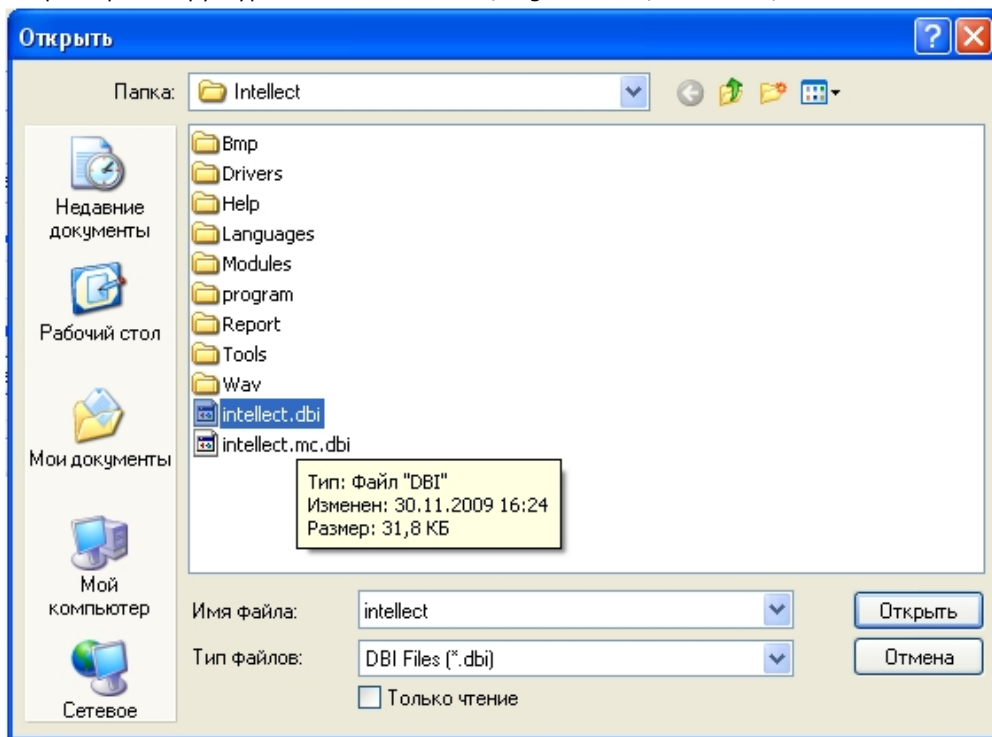 Открыть
Папка:
Intellect
Недавние
документы
Рабочий стол
Мои документы
Мой
компьютер
Сетевое
Bmp
Drivers
Help
Languages
Modules
program
Report
Tools
Wav
intellect.dbi
intellect.mc.dbi
Тип: Файл "DBI"
Изменен: 30.11.2009 16:24
Размер: 31,8 КБ
Имя файла:
intellect
Открыть
Тип файлов:
DBI Files (*.dbi)
Отмена
Только чтение